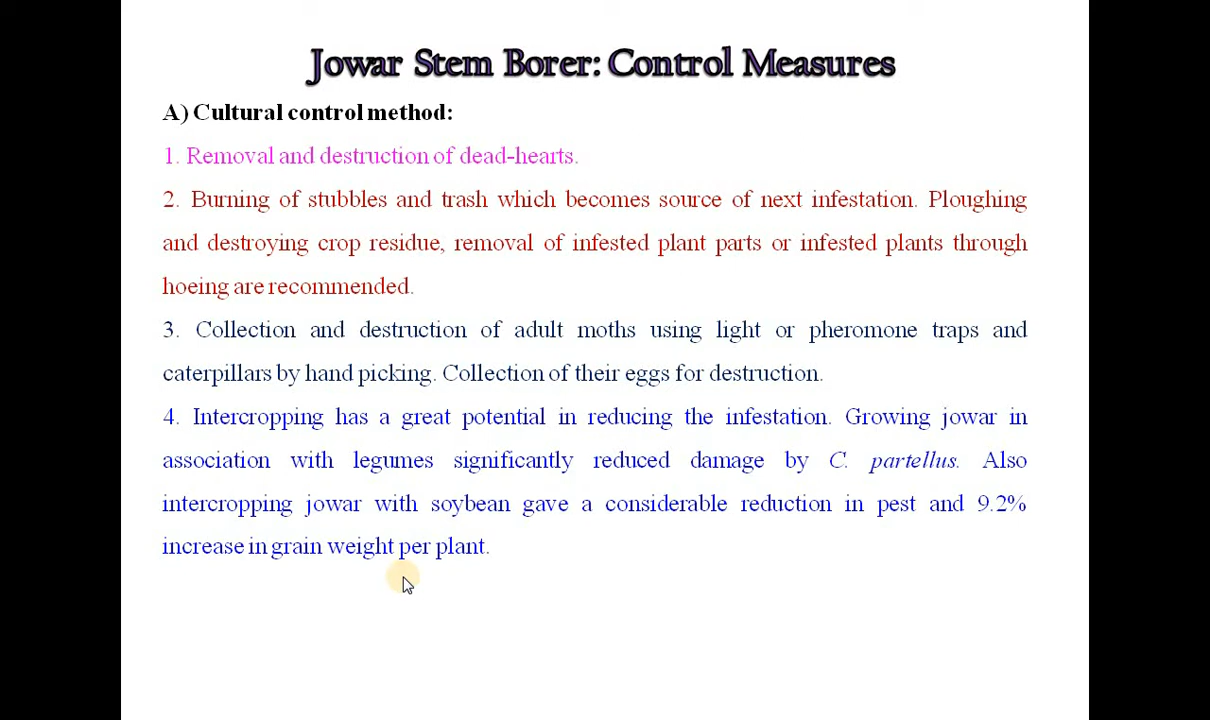 Jowar Stem Borer: Control Measures
A) Cultural control method:
1. Removal and destruction of dead-hearts.
2. Burning of stubbles and trash which becomes source of next infestation. Ploughing
and destroying crop residue, removal of infested plant parts or infested plants through
hoeing are recommended.
3. Collection and destruction of adult moths using light or pheromone traps and
caterpillars by hand picking. Collection of their eggs for destruction.
4. Intercropping has a great potential in reducing the infestation. Growing jowar in
association with legumes significantly reduced damage by C. partellus. Also
intercropping jowar with soybean gave a considerable reduction in pest and 9.2%
increase in grain weight per plant.